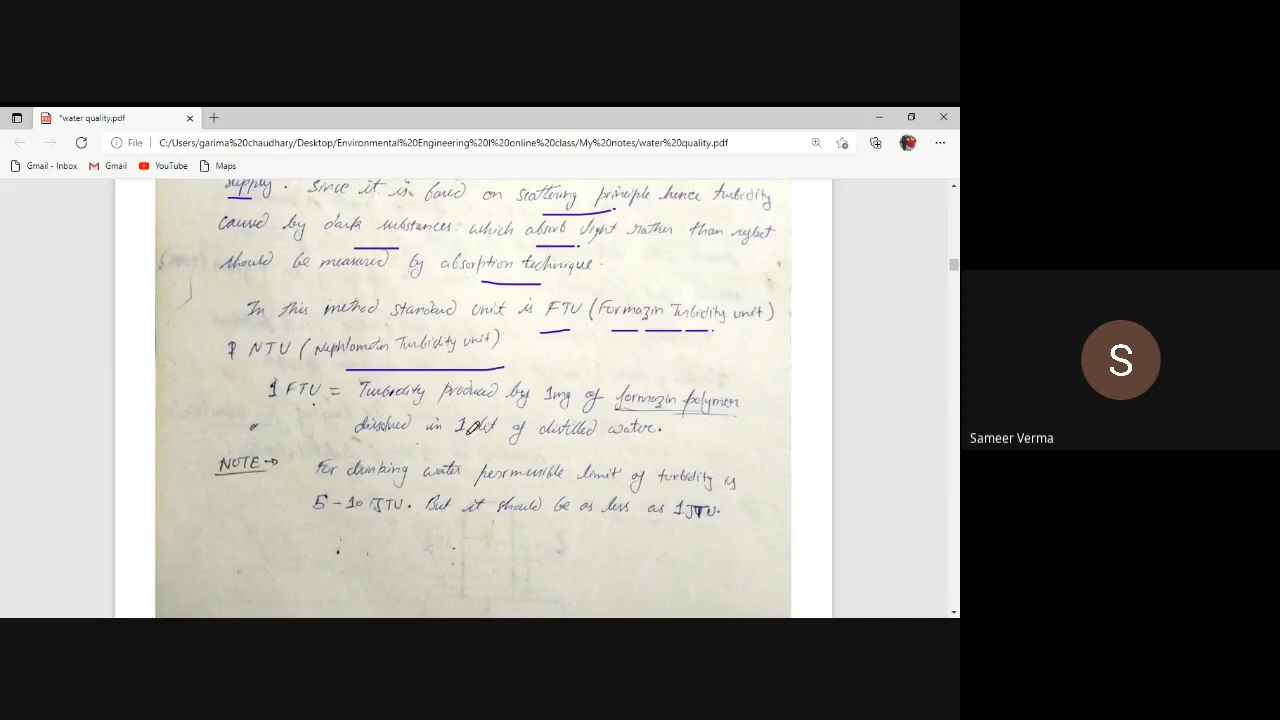 *water quality.pdf
File C:/Users/garima%20chaudhary/Desktop/Environmental%20Engineering%20I%20online%20class/My%20notes/water%20quality.pdf
Gmail - Inbox Gmail YouTube Maps
supply. Since it is based on scattering principle hence turbidity
caused by dark substances which absorb light rather than reflect
should be measured by absorption technique.
In this method standard unit is FTU (Formazin Turbidity unit)
NTU (Nephlometer Turbidity unit)
1 FTU = Turbidity produced by 1mg of formazin polymer
dissolved in 1 lit of distilled water.
NOTE→ For drinking water permissible limit of turbidity is
5-10 JTU. But it should be as less as 1JTU.
S
Sameer Verma